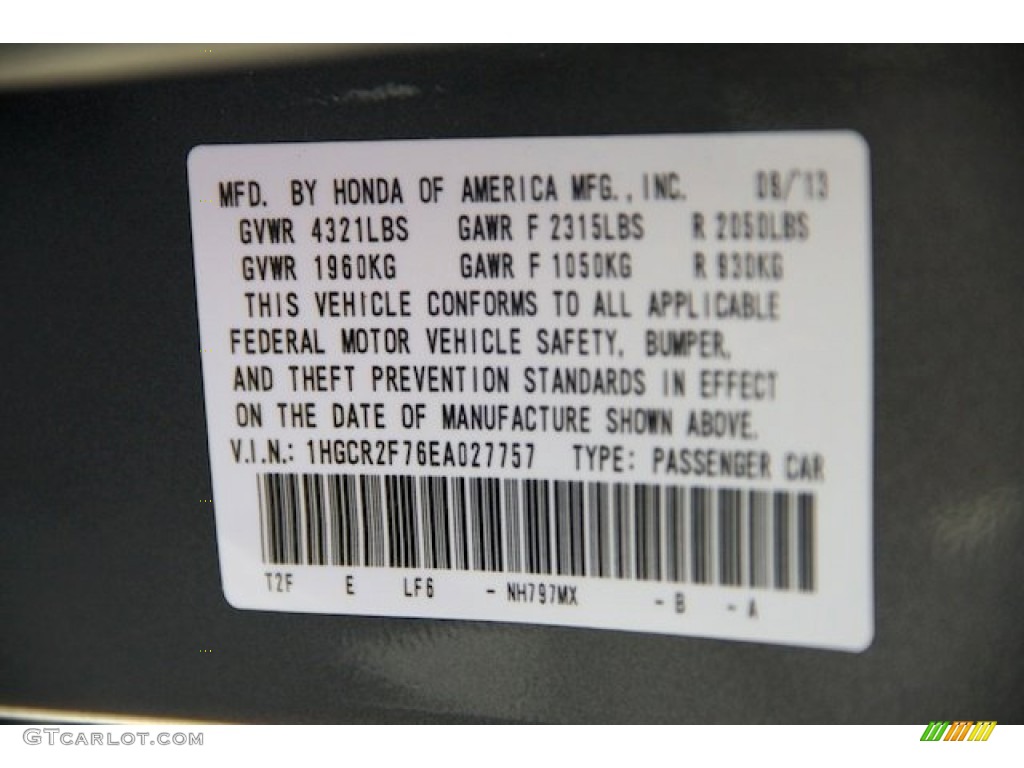 MFD. BY HONDA OF AMERICA MFG., INC. 09/13
GVWR 4321LBS GAWR F 2315LBS R 2050LBS
GVWR 1960KG GAWR F 1050KG R 930KG
THIS VEHICLE CONFORMS TO ALL APPLICABLE
FEDERAL MOTOR VEHICLE SAFETY, BUMPER,
AND THEFT PREVENTION STANDARDS IN EFFECT
ON THE DATE OF MANUFACTURE SHOWN ABOVE.
V.I.N.: 1HGCR2F76EA027757 TYPE: PASSENGER CAR
T2F E LF6 - NH797MX - B - A
GTCARLOT.COM